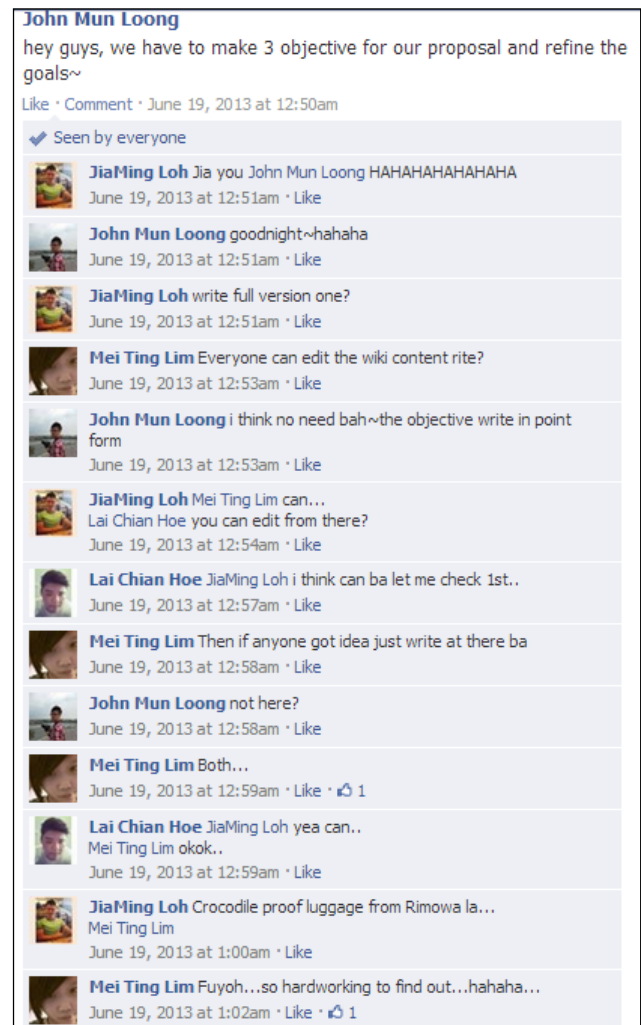 John Mun Loong
hey guys, we have to make 3 objective for our proposal and refine the
goals~
Like · Comment · June 19, 2013 at 12:50am
Seen by everyone
JiaMing Loh Jia you John Mun Loong HAHAHAHAHAHAHA
June 19, 2013 at 12:51am · Like
John Mun Loong goodnight~hahaha
June 19, 2013 at 12:51am · Like
JiaMing Loh write full version one?
June 19, 2013 at 12:51am · Like
Mei Ting Lim Everyone can edit the wiki content rite?
June 19, 2013 at 12:53am · Like
John Mun Loong i think no need bah~the objective write in point
form
June 19, 2013 at 12:53am · Like
JiaMing Loh Mei Ting Lim can...
Lai Chian Hoe you can edit from there?
June 19, 2013 at 12:54am · Like
Lai Chian Hoe JiaMing Loh i think can ba let me check 1st..
June 19, 2013 at 12:57am · Like
Mei Ting Lim Then if anyone got idea just write at there ba
June 19, 2013 at 12:58am · Like
John Mun Loong not here?
June 19, 2013 at 12:58am · Like
Mei Ting Lim Both...
June 19, 2013 at 12:59am · Like · 1
Lai Chian Hoe JiaMing Loh yea can..
Mei Ting Lim okok..
June 19, 2013 at 12:59am · Like
JiaMing Loh Crocodile proof luggage from Rimowa la...
Mei Ting Lim
June 19, 2013 at 1:00am · Like
Mei Ting Lim Fuyoh...so hardworking to find out...hahaha...
June 19, 2013 at 1:02am · Like · 1